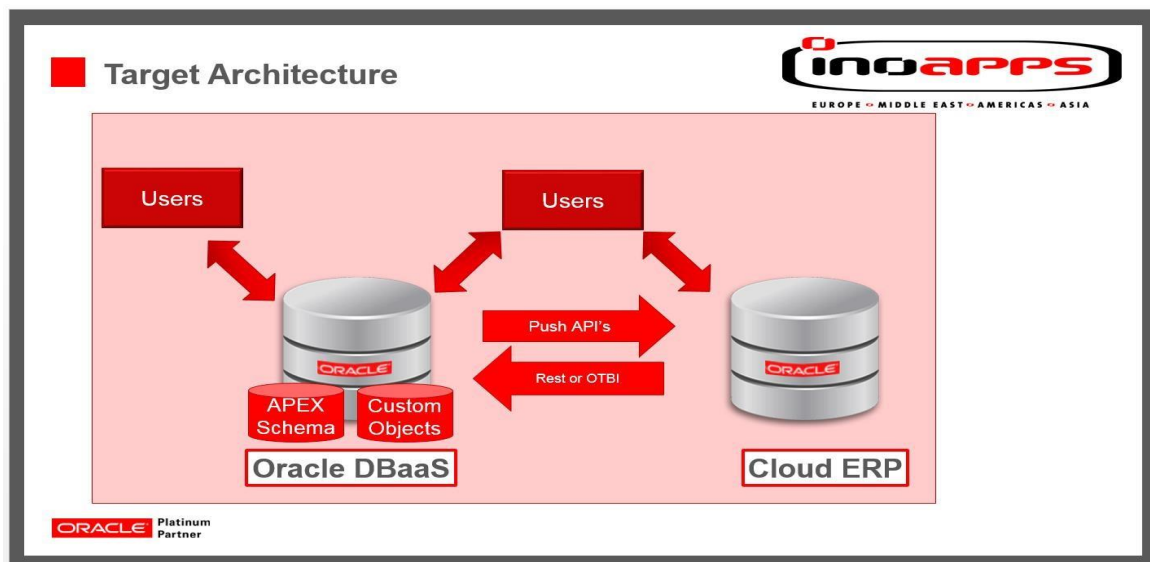 Target Architecture
inoapps
EUROPE MIDDLE EAST AMERICAS ASIA
Users
Users
Push API's
Rest or OTBI
ORACLE
ORACLE
APEX
Schema
Custom
Objects
Oracle DBaaS
Cloud ERP
ORACLE Platinum
Partner